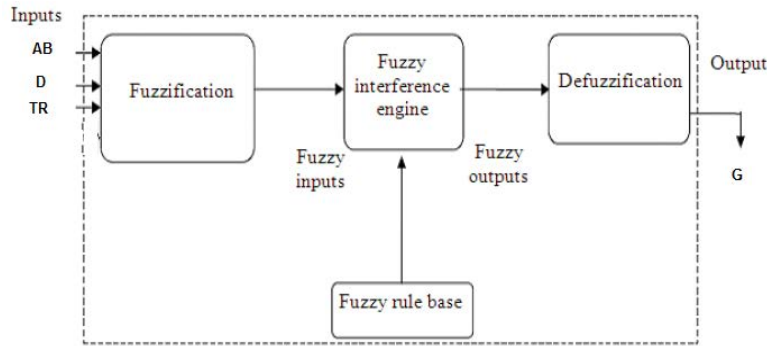 Inputs
AB
D
TR
Fuzzification
Fuzzy
interference
engine
Defuzzification
Output
G
Fuzzy
inputs
Fuzzy
outputs
Fuzzy rule base